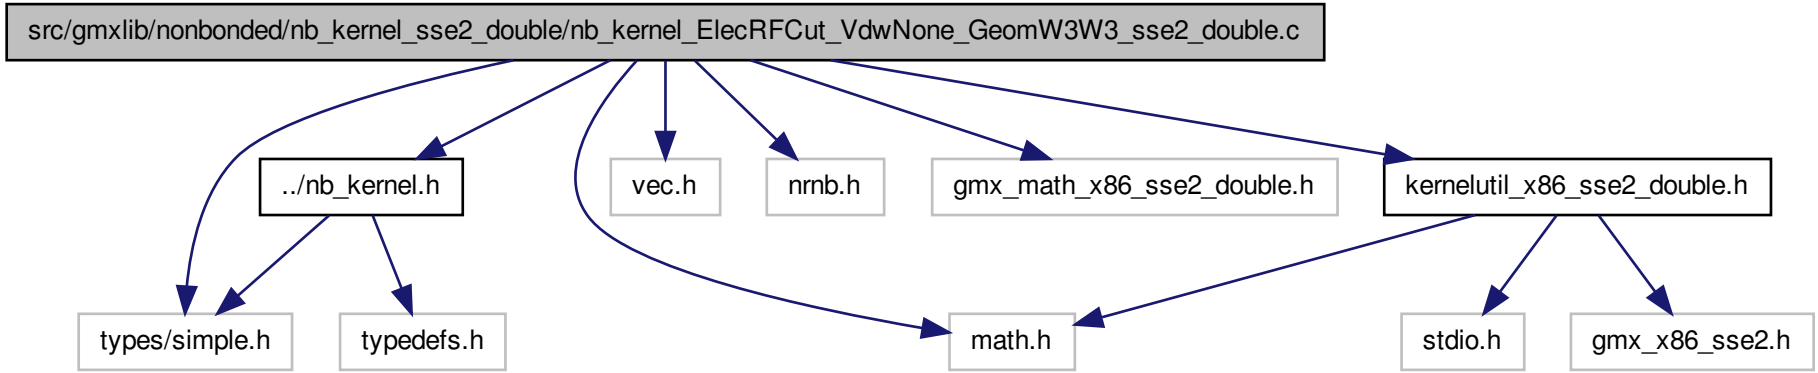 src/gmxlib/nonbonded/nb_kernel_sse2_double/nb_kernel_ElecRFCut_VdwNone_GeomW3W3_sse2_double.c
../nb_kernel.h
vec.h
nrnb.h
gmx_math_x86_sse2_double.h
kernelutil_x86_sse2_double.h
types/simple.h
typedefs.h
math.h
stdio.h
gmx_x86_sse2.h